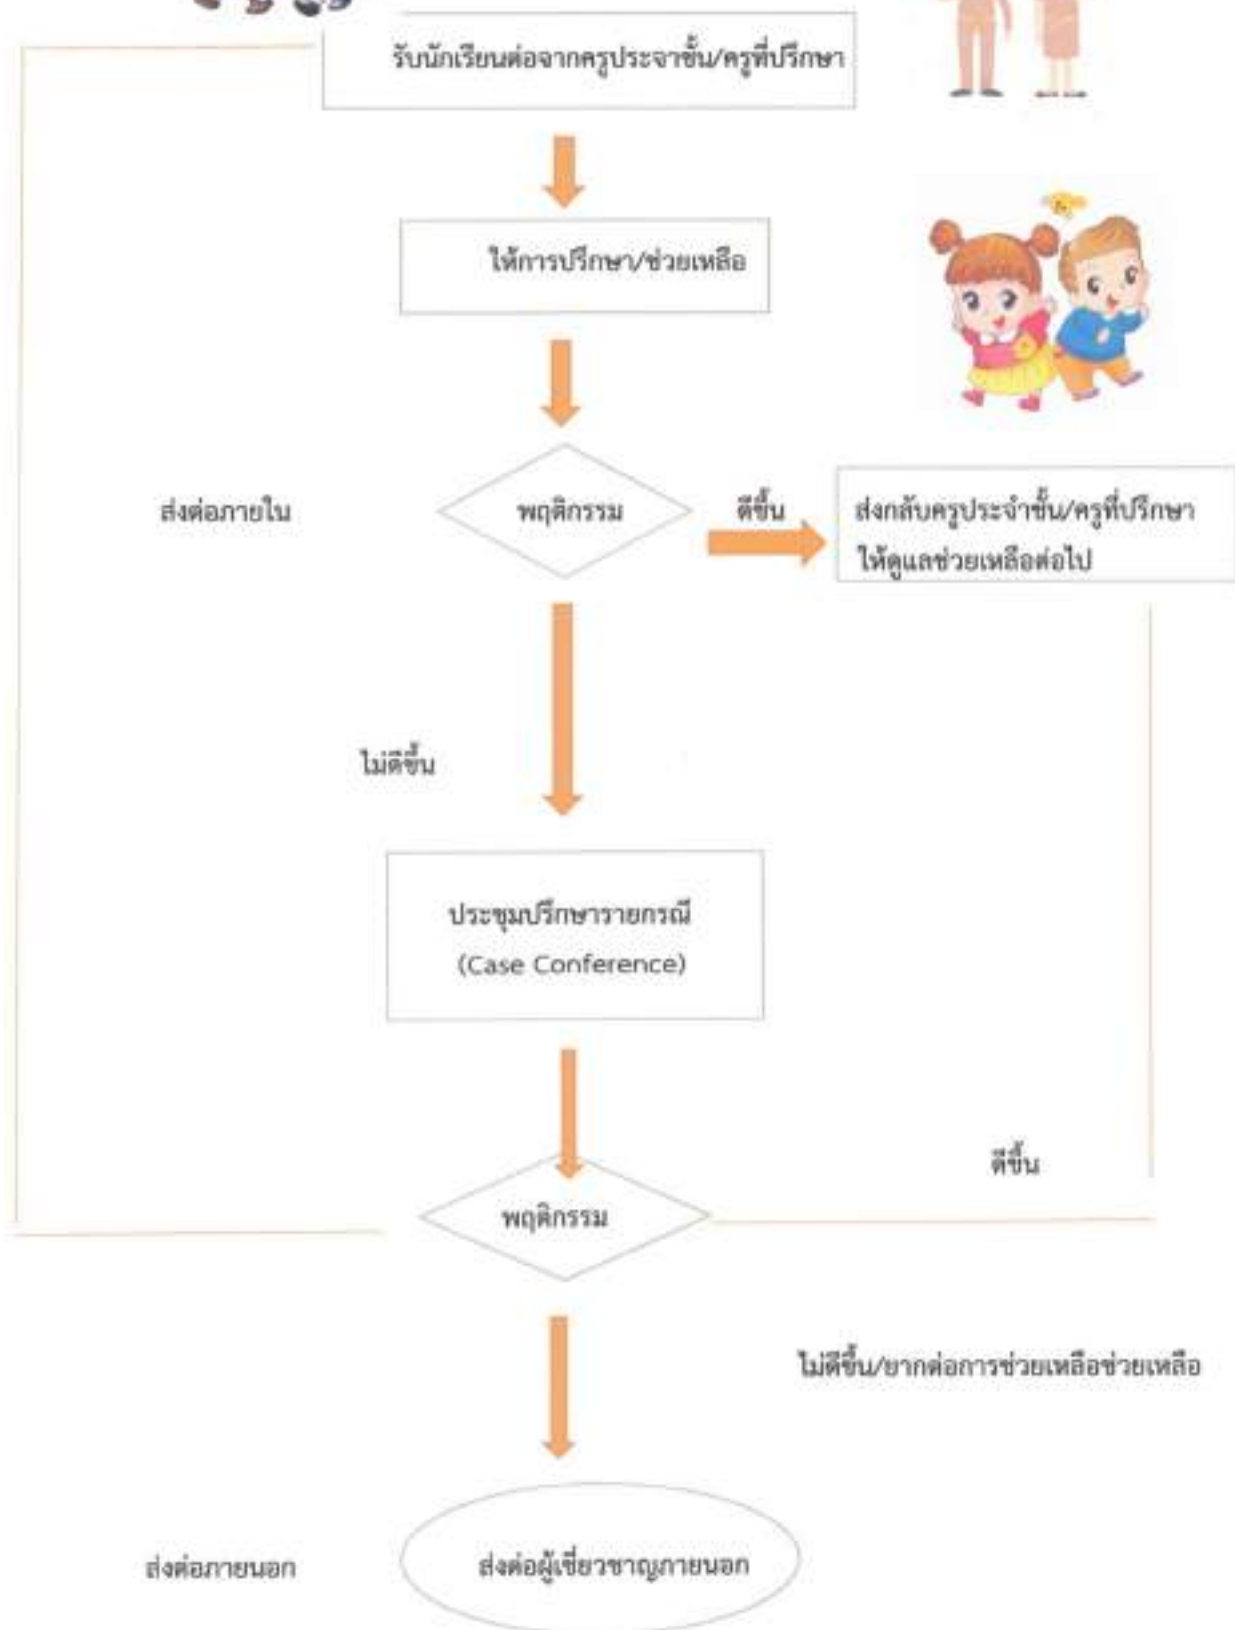 รับนักเรียนต่อจากครูประจาชั้น/ครูที่ปรึกษา
ให้การปรึกษา/ช่วยเหลือ
ส่งต่อภายใน
พฤติกรรม
ดีขึ้น
ส่งกลับครูประจำชั้น/ครูที่ปรึกษา
ให้ดูแลช่วยเหลือต่อไป
ไม่ดีขึ้น
ประชุมปรึกษารายกรณี
(Case Conference)
ดีขึ้น
พฤติกรรม
ไม่ดีขึ้น/ยากต่อการช่วยเหลือช่วยเหลือ
ส่งต่อภายนอก
ส่งต่อผู้เชี่ยวชาญภายนอก